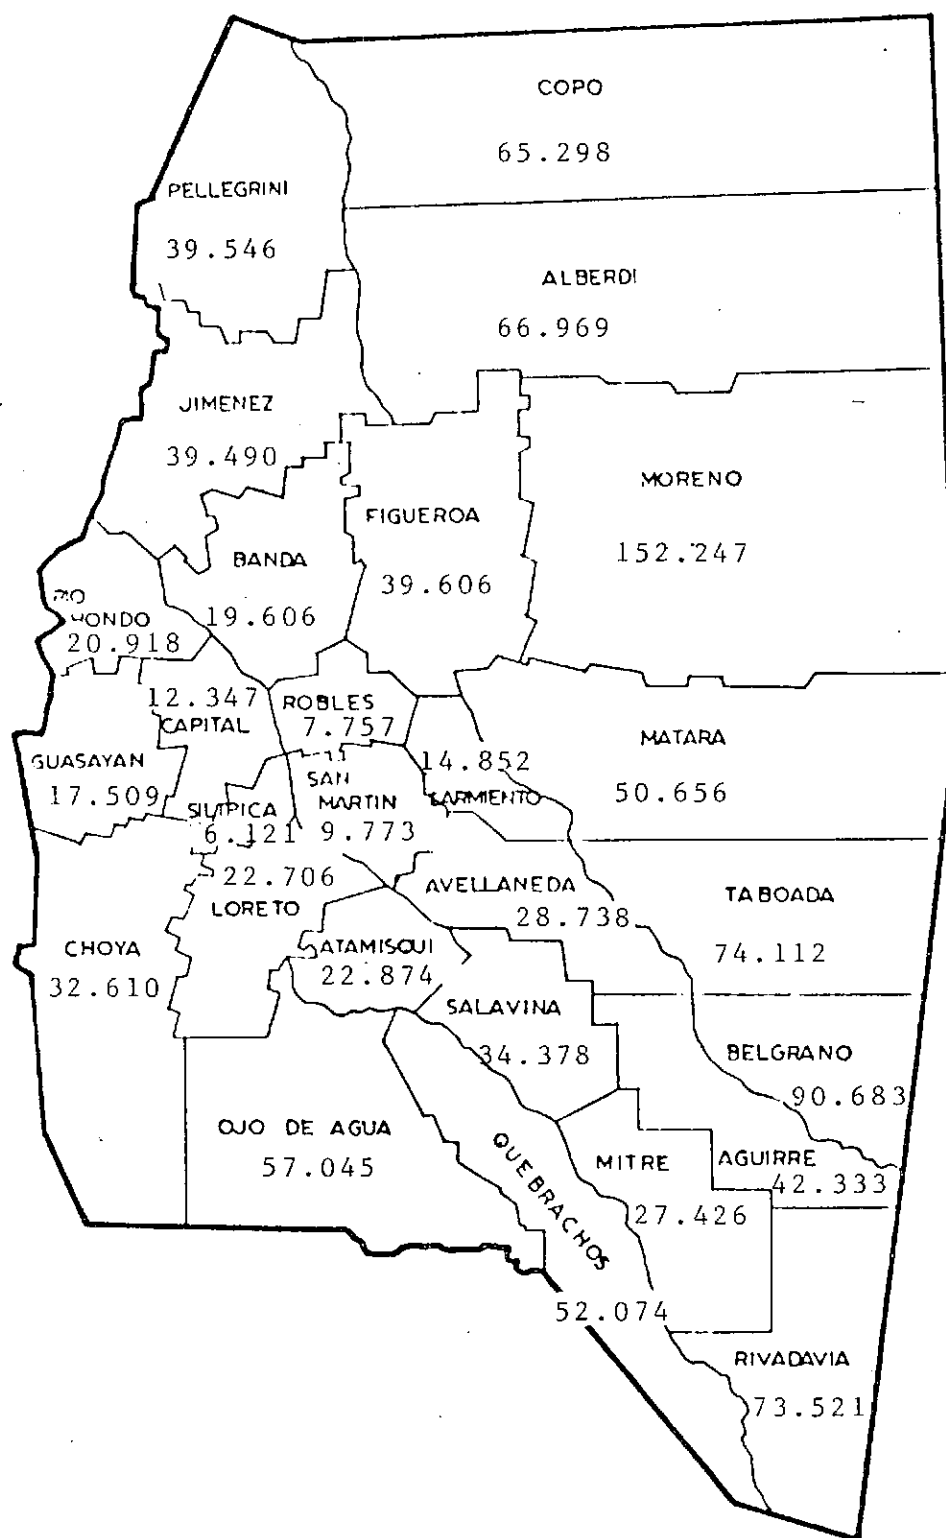 COPO
65.298
PELLEGRINI
39.546
ALBERDI
66.969
JIMENEZ
39.490
MORENO
152.247
FIGUEROA
39.606
BANDA
19.606
RIO
HONDO
20.918
12.347
CAPITAL
ROBLES
7.757
MATARA
50.656
GUASAYAN
17.509
14.852
SARMIENTO
SAN
MARTIN
9.773
SILIPICA
6.121
22.706
LORETO
AVELLANEDA
28.738
TABOADA
74.112
CHOYA
32.610
ATAMISQUI
22.874
SALAVINA
34.378
BELGRANO
90.683
OJO DE AGUA
57.045
QUEBRACHOS
52.074
MITRE
27.426
AGUIRRE
42.333
RIVADAVIA
73.521